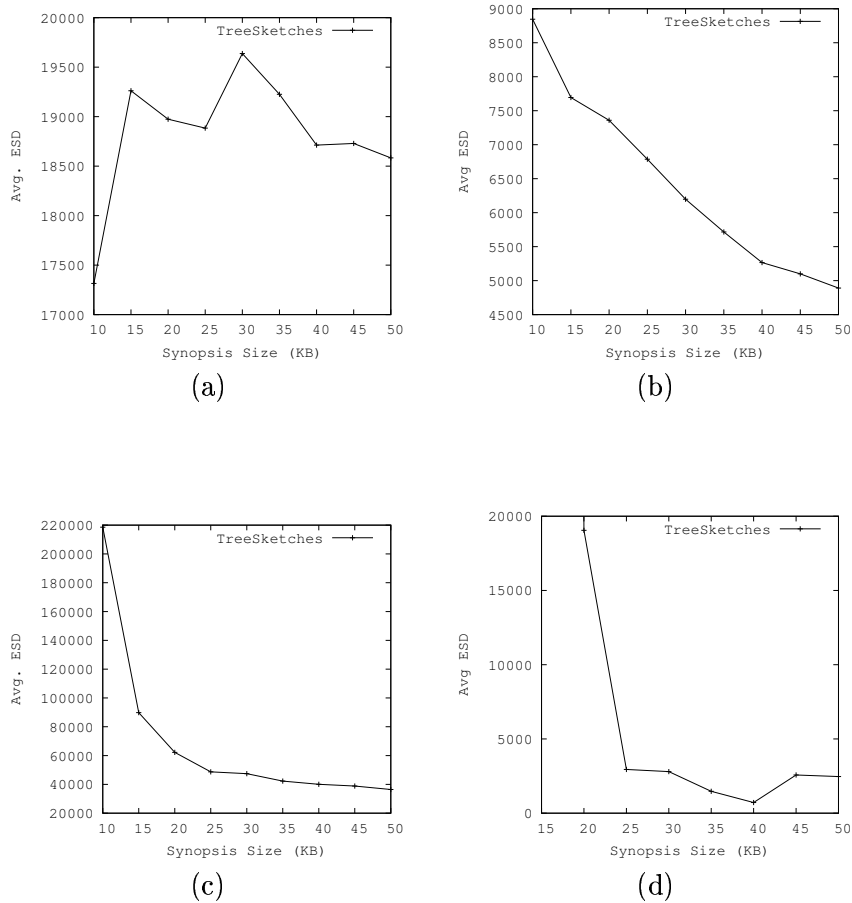 20000
19500
19000
18500
18000
17500
17000
Avg. ESD
TreeSketches
10 15 20 25 30 35 40 45 50
Synopsis Size (KB)
(a)
9000
8500
8000
7500
7000
6500
6000
5500
5000
4500
Avg ESD
TreeSketches
10 15 20 25 30 35 40 45 50
Synopsis Size (KB)
(b)
220000
200000
180000
160000
140000
120000
100000
80000
60000
40000
20000
Avg. ESD
TreeSketches
10 15 20 25 30 35 40 45 50
Synopsis Size (KB)
(c)
20000
15000
10000
5000
0
Avg ESD
TreeSketches
15 20 25 30 35 40 45 50
Synopsis Size (KB)
(d)